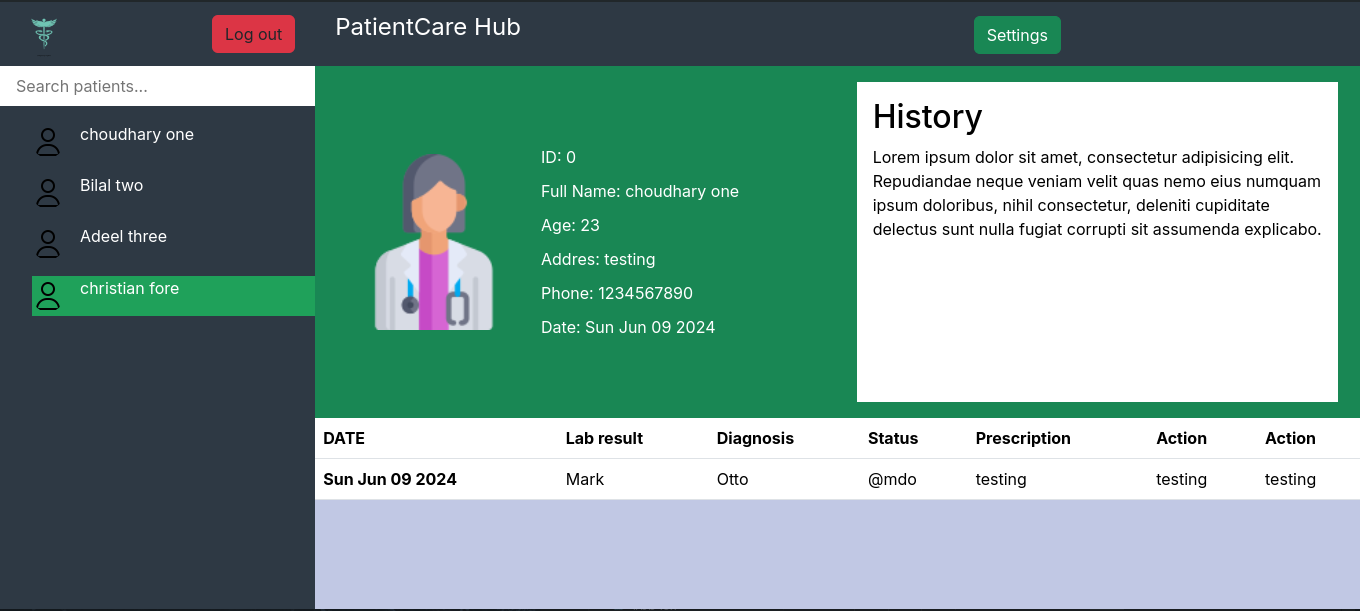 Log out
PatientCare Hub
Settings
Search patients...
choudhary one
Bilal two
Adeel three
christian fore
ID: 0
Full Name: choudhary one
Age: 23
Addres: testing
Phone: 1234567890
Date: Sun Jun 09 2024
History
Lorem ipsum dolor sit amet, consectetur adipisicing elit.
Repudiandae neque veniam velit quas nemo eius numquam
ipsum doloribus, nihil consectetur, deleniti cupiditate
delectus sunt nulla fugiat corrupti sit assumenda explicabo.
DATE Lab result Diagnosis Status Prescription Action Action
Sun Jun 09 2024 Mark Otto @mdo testing testing testing